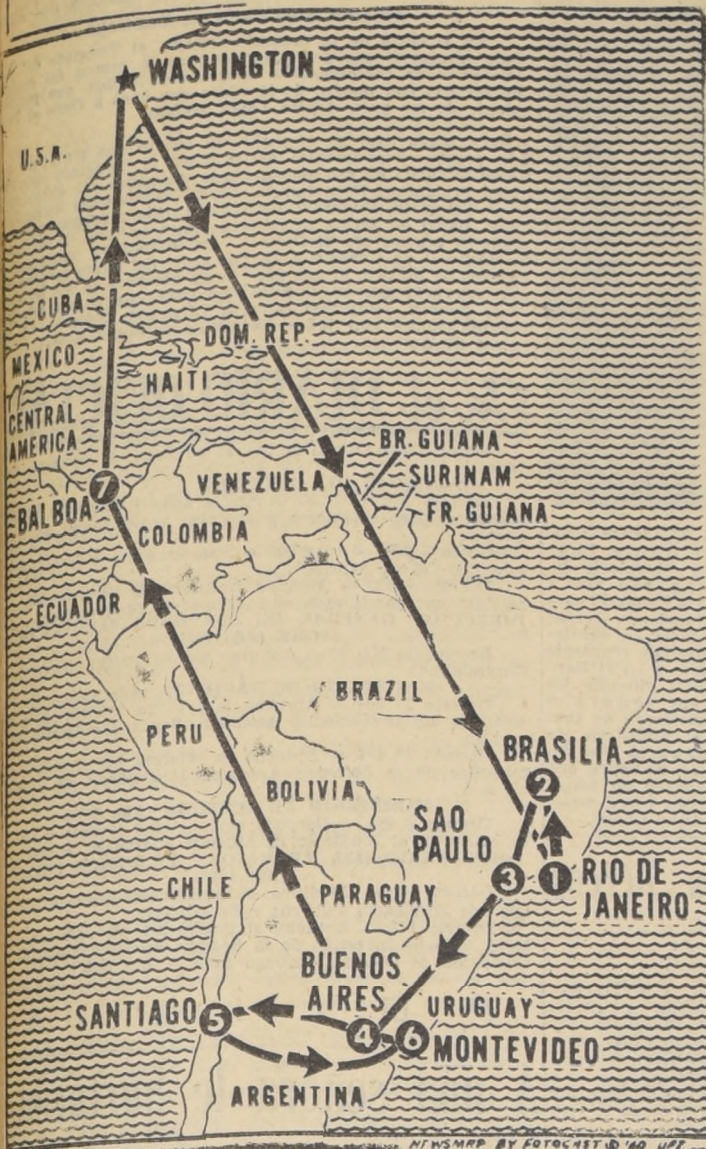 WASHINGTON
U.S.A.
CUBA
MEXICO
DOM. REP.
HAITI
CENTRAL
AMERICA
BR. GUIANA
SURINAM
FR. GUIANA
VENEZUELA
7
BALBOA
COLOMBIA
ECUADOR
BRAZIL
PERU
BRASILIA
2
BOLIVIA
SAO
PAULO
3
1
RIO DE
JANEIRO
CHILE
PARAGUAY
BUENOS
AIRES
4
SANTIAGO
5
URUGUAY
6
MONTEVIDEO
ARGENTINA
NEWSMAP BY FOTOCAST © '60 UPI